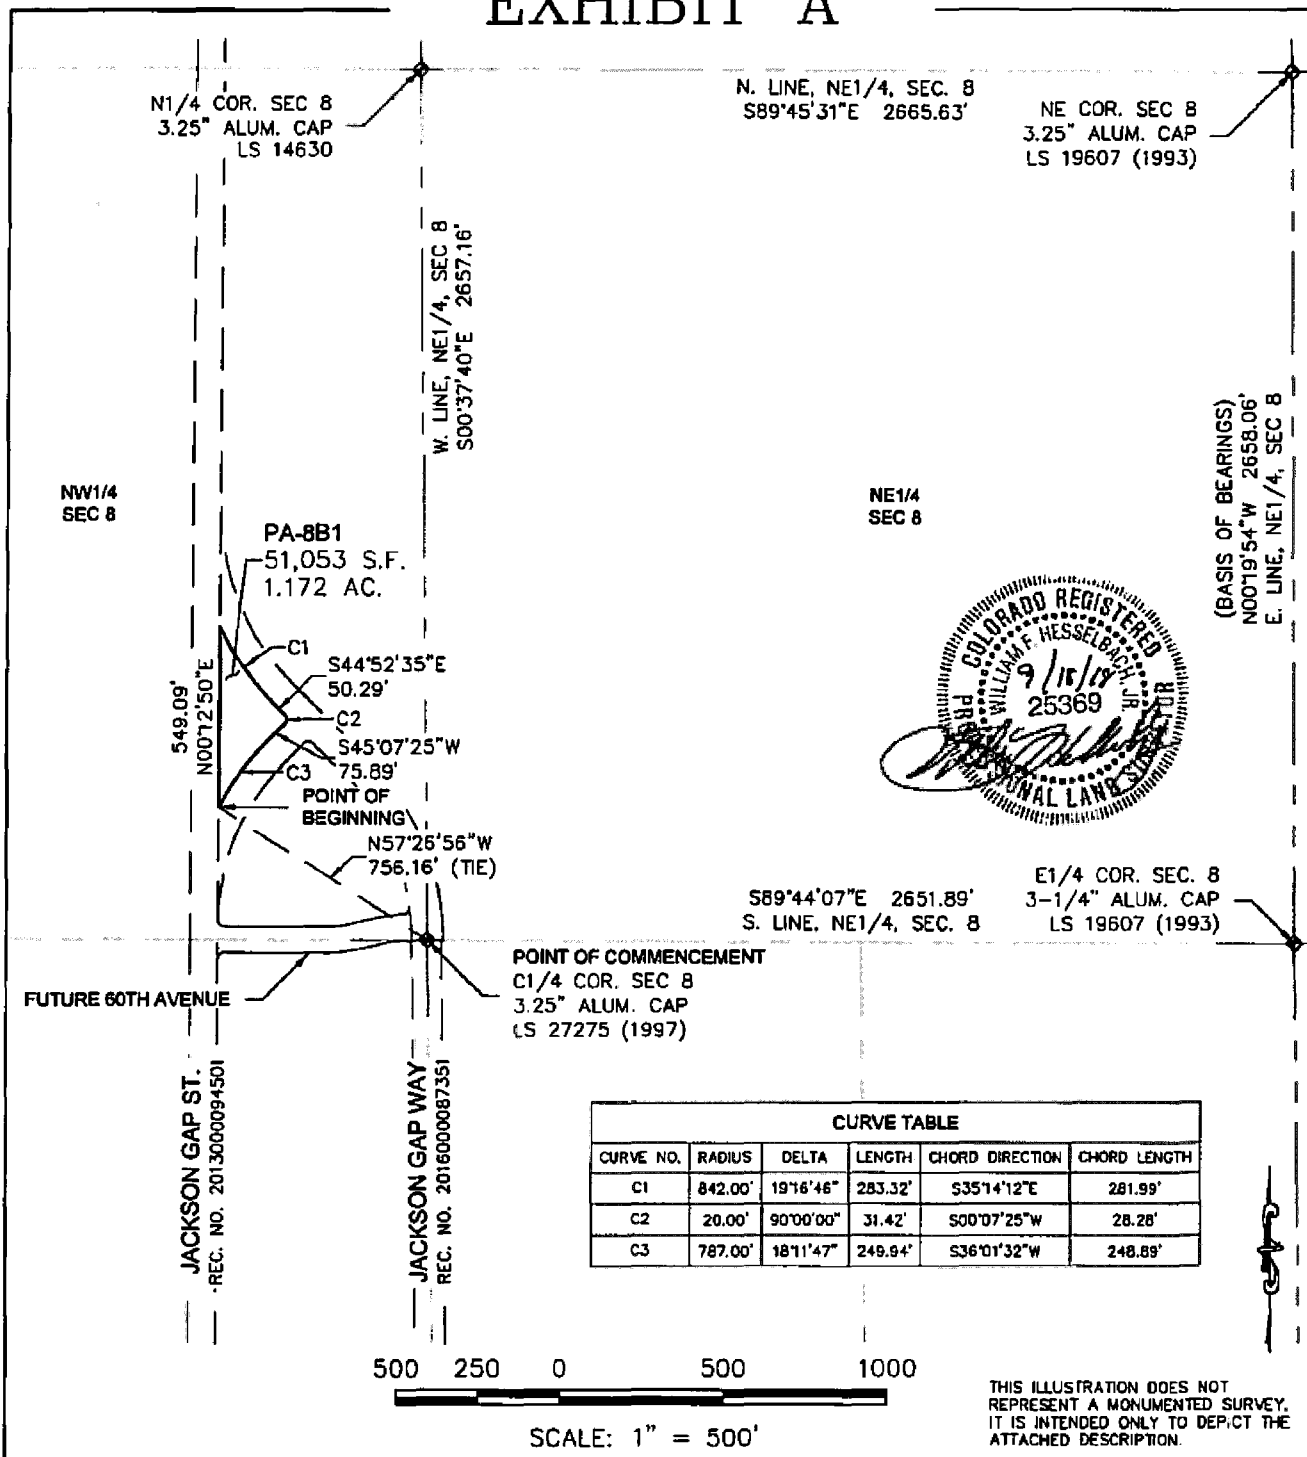 EXHIBIT A
N1/4 COR. SEC 8
3.25" ALUM. CAP
LS 14630
N. LINE, NE1/4, SEC. 8
S89°45'31"E 2665.63'
NE COR. SEC 8
3.25" ALUM. CAP
LS 19607 (1993)
W. LINE, NE1/4, SEC 8
S00°37'40"E 2657.16'
(BASIS OF BEARINGS)
N00°19'54"W 2658.06'
E. LINE, NE1/4, SEC 8
NW1/4
SEC 8
NE1/4
SEC 8
PA-8B1
51,053 S.F.
1.172 AC.
C1
S44°52'35"E
50.29'
C2
S45°07'25"W
75.89'
C3
549.09'
N00°12'50"E
POINT OF
BEGINNING
N57°26'56"W
756.16' (TIE)
COLORADO REGISTERED
WILLIAM F. HESSELBACH, JR.
9/18/19
25369
PROFESSIONAL LAND SURVEYOR
S89°44'07"E 2651.89'
S. LINE, NE1/4, SEC. 8
E1/4 COR. SEC. 8
3-1/4" ALUM. CAP
LS 19607 (1993)
POINT OF COMMENCEMENT
C1/4 COR. SEC 8
3.25" ALUM. CAP
LS 27275 (1997)
FUTURE 60TH AVENUE
JACKSON GAP ST.
REC. NO. 2013000094501
JACKSON GAP WAY
REC. NO. 2016000087351
CURVE TABLE
CURVE NO. RADIUS DELTA LENGTH CHORD DIRECTION CHORD LENGTH
C1 842.00' 19°16'46" 283.32' S35°14'12"E 281.99'
C2 20.00' 90°00'00" 31.42' S00°07'25"W 28.28'
C3 787.00' 18°11'47" 249.94' S36°01'32"W 248.89'
500 250 0 500 1000
SCALE: 1" = 500'
THIS ILLUSTRATION DOES NOT
REPRESENT A MONUMENTED SURVEY.
IT IS INTENDED ONLY TO DEPICT THE
ATTACHED DESCRIPTION.